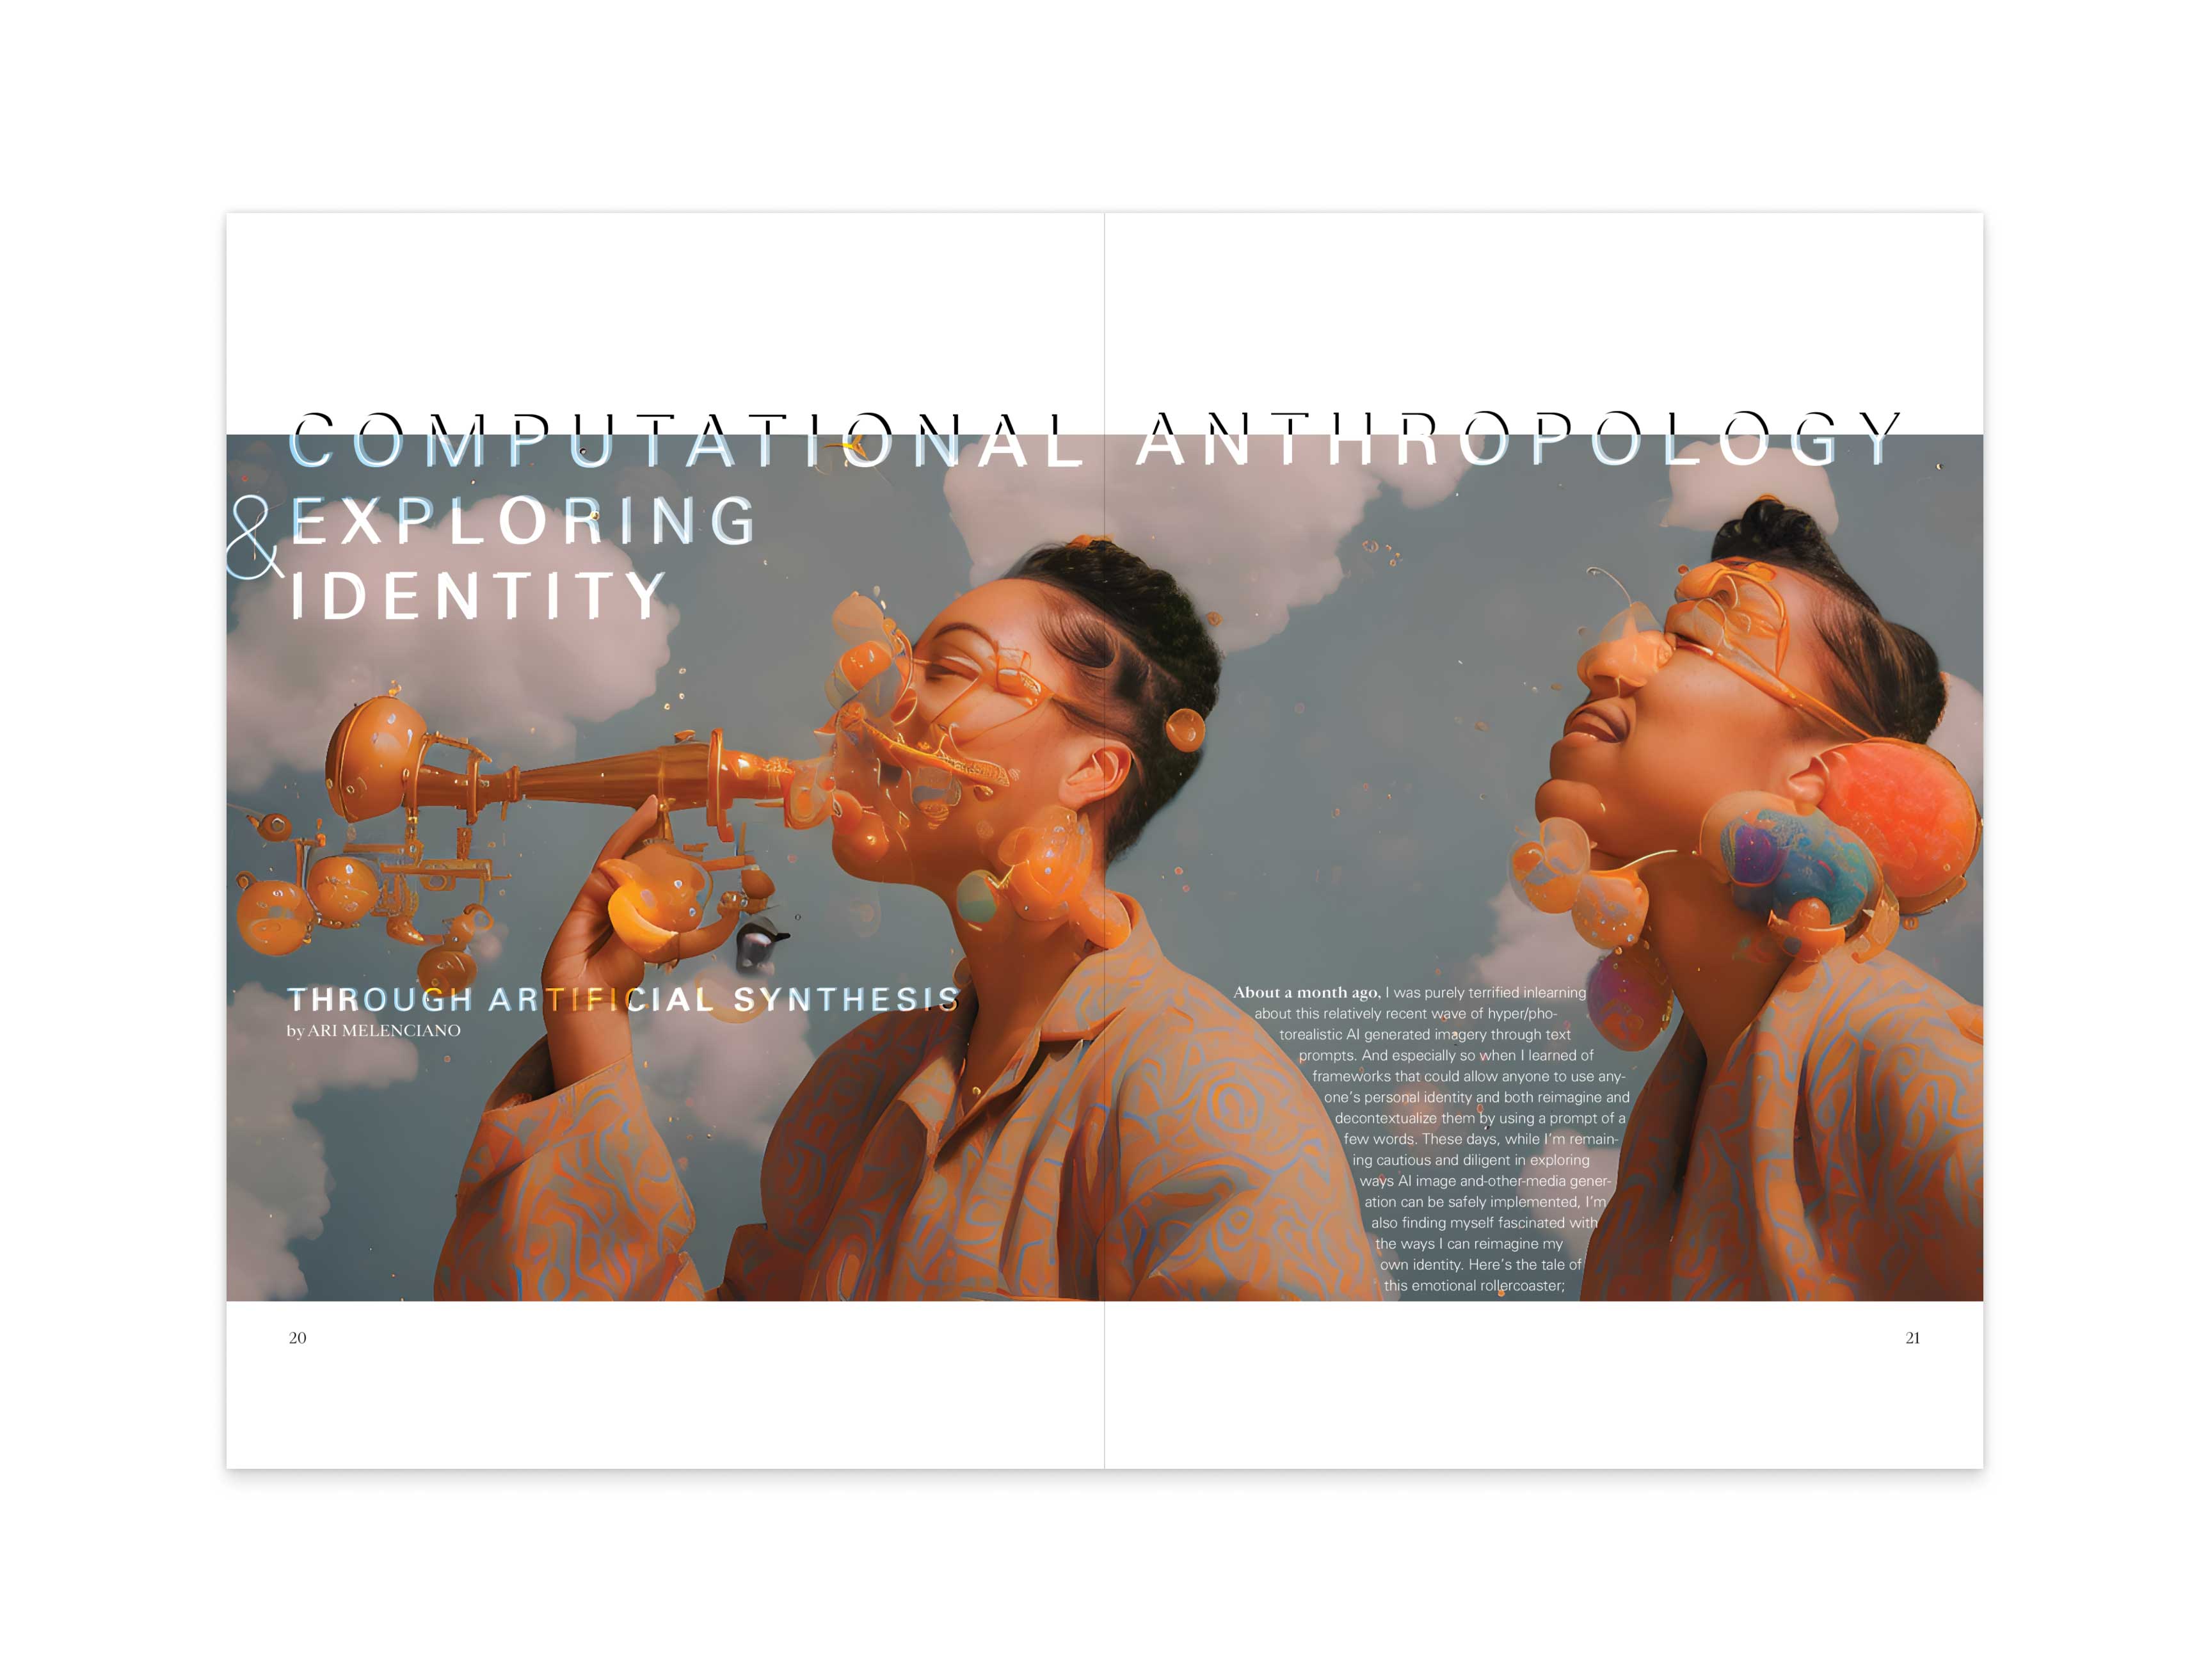 COMPUTATIONAL ANTHROPOLOGY
& EXPLORING
IDENTITY
THROUGH ARTIFICIAL SYNTHESIS
by ARI MELENCIANO
About a month ago, I was purely terrified inlearning
about this relatively recent wave of hyper/pho-
torealistic AI generated imagery through text
prompts. And especially so when I learned of
frameworks that could allow anyone to use any-
one's personal identity and both reimagine and
decontextualize them by using a prompt of a
few words. These days, while I'm remain-
ing cautious and diligent in exploring
ways AI image and-other-media gener-
ation can be safely implemented, I'm
also finding myself fascinated with
the ways I can reimagine my
own identity. Here's the tale of
this emotional rollercoaster;
20
21